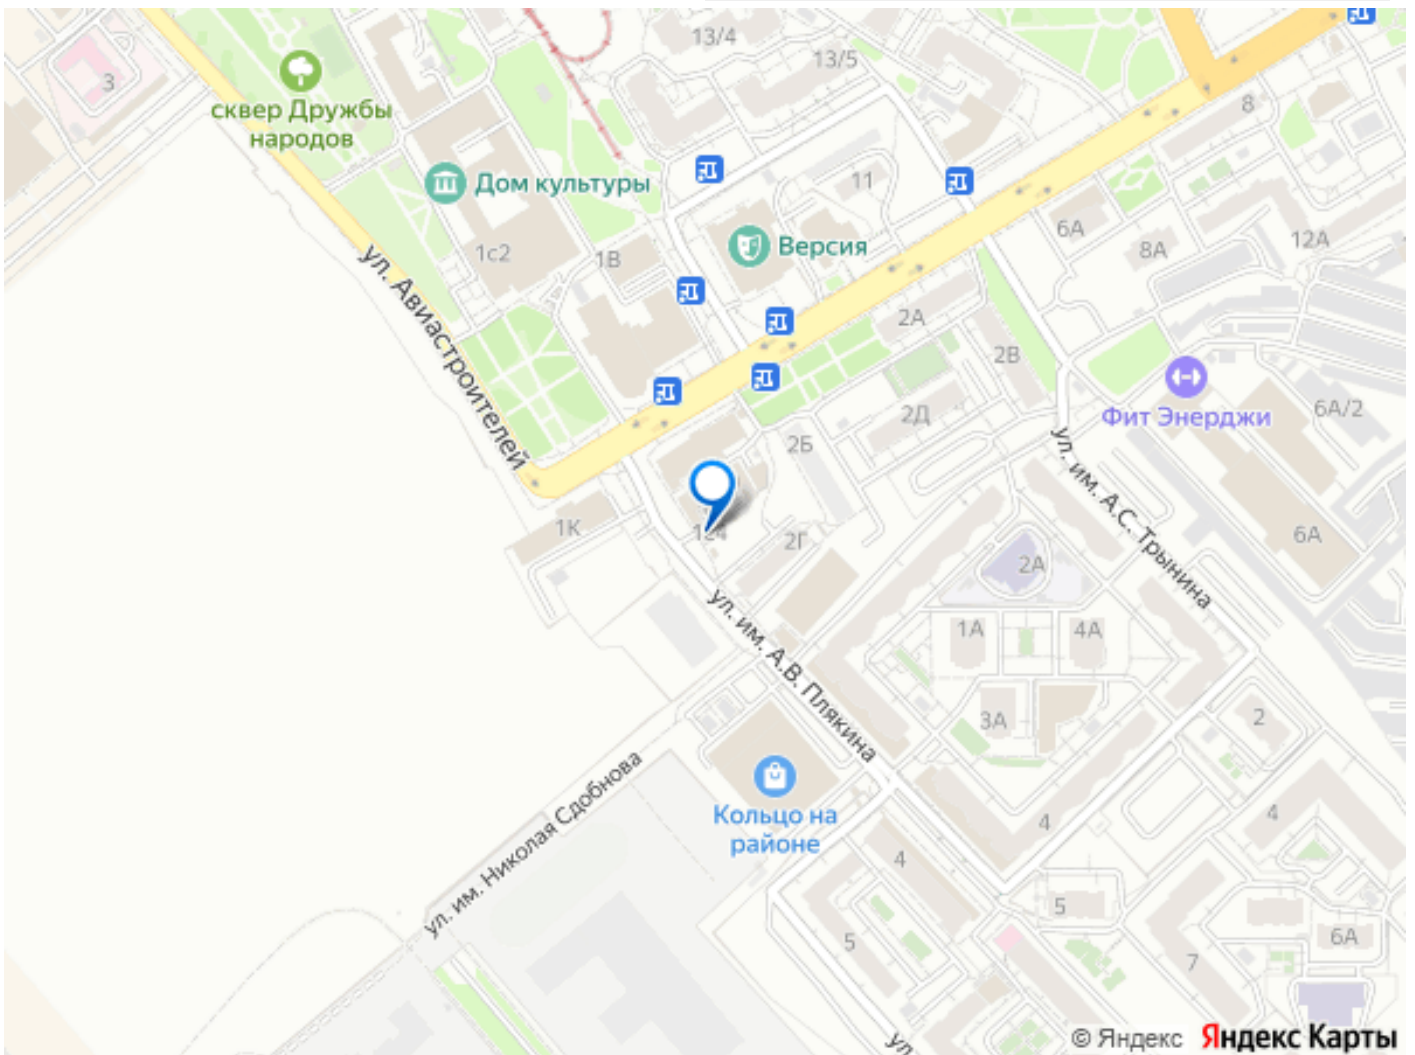 13/4
13/5
3
сквер Дружбы
народов
8
Дом культуры
11
6А
12А
8А
Версия
1с2
1В
ул. Авиастроителей
2А
2В
Фит Энерджи
6А/2
2Д
2Б
ул. им. А.С. Трынина
1К
2Г
6А
2А
ул. им. А.В. Плякина
1А
4А
3А
2
Кольцо на
районе
ул. им. Николая Сдобнова
4
4
4
5
6А
5
7
ул.
© Яндекс Яндекс Карты